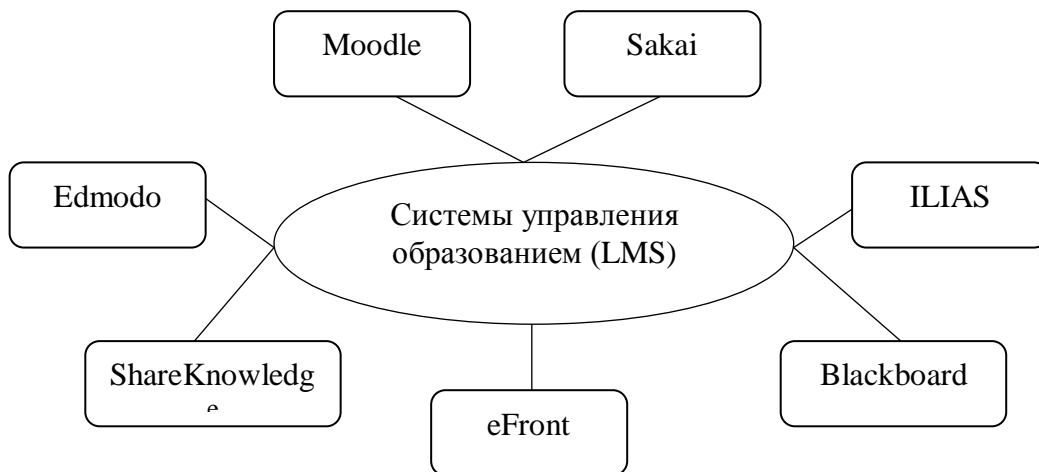 Moodle
Sakai
Edmodo
ILIAS
Системы управления
образованием (LMS)
ShareKnowledg
e
Blackboard
eFront